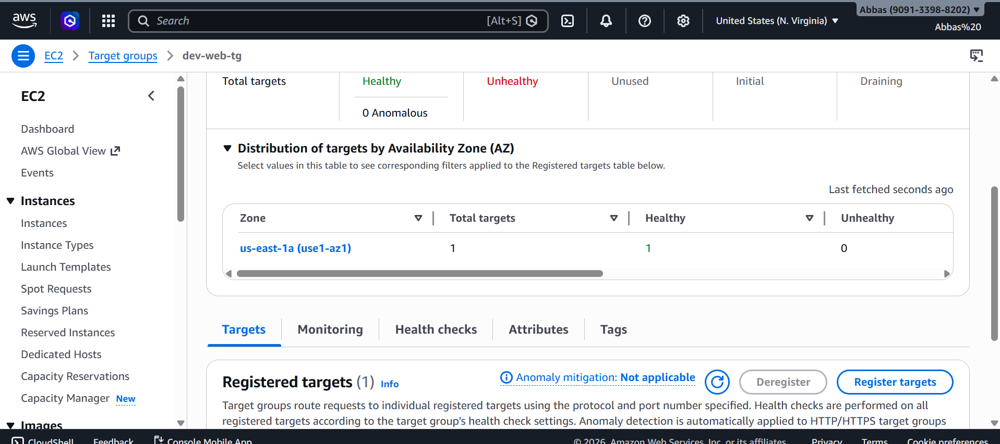 aws
Search
[Alt+S]
United States (N. Virginia)
Abbas (9091-3398-8202)
Abbas%20
EC2
Target groups
dev-web-tg
EC2
Dashboard
AWS Global View
Events
Instances
Instances
Instance Types
Launch Templates
Spot Requests
Savings Plans
Reserved Instances
Dedicated Hosts
Capacity Reservations
Capacity Manager New
Images
Total targets
Healthy
Unhealthy
Unused
Initial
Draining
0 Anomalous
Distribution of targets by Availability Zone (AZ)
Select values in this table to see corresponding filters applied to the Registered targets table below.
Last fetched seconds ago
Zone Total targets Healthy Unhealthy
us-east-1a (use1-az1) 1 1 0
Targets Monitoring Health checks Attributes Tags
Registered targets (1) Info
Anomaly mitigation: Not applicable
Deregister
Register targets
Target groups route requests to individual registered targets using the protocol and port number specified. Health checks are performed on all
registered targets according to the target group's health check settings. Anomaly detection is automatically applied to HTTP/HTTPS target groups
CloudShell Feedback Console Mobile App © 2026, Amazon Web Services, Inc. or its affiliates. Privacy Terms Cookie preferences